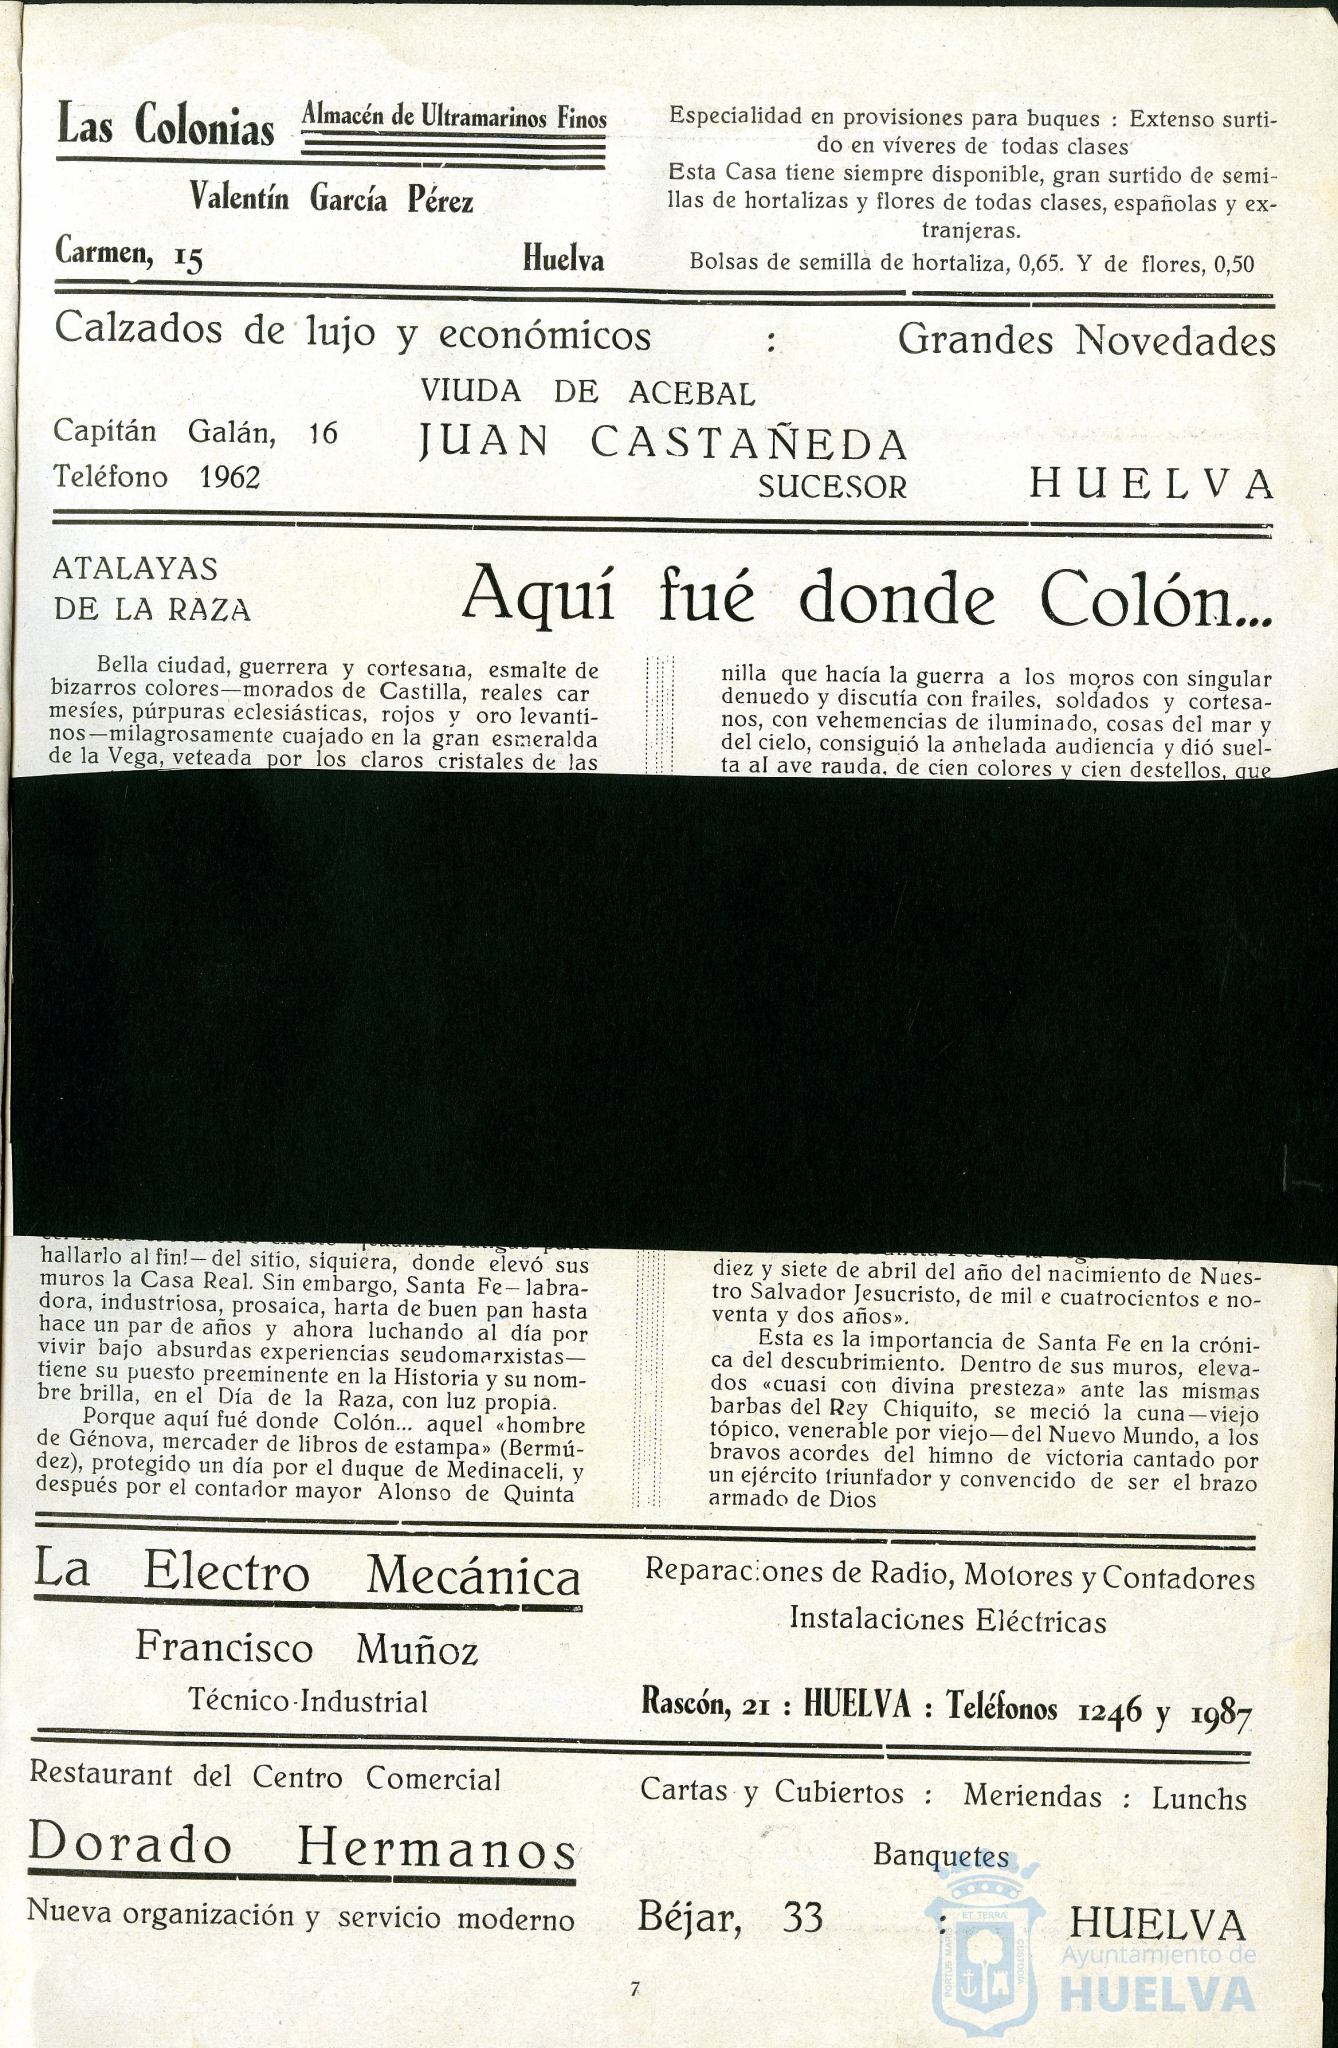 Las Colonias
Almacén de Ultramarinos Finos
Valentín García Pérez
Carmen, 15
Huelva
Especialidad en provisiones para buques : Extenso surti-
do en víveres de todas clases
Esta Casa tiene siempre disponible, gran surtido de semi-
llas de hortalizas y flores de todas clases, españolas y ex-
tranjeras.
Bolsas de semilla de hortaliza, 0,65. Y de flores, 0,50
Calzados de lujo y económicos : Grandes Novedades
VIUDA DE ACEBAL
Capitán Galán, 16
JUAN CASTAÑEDA
Teléfono 1962
SUCESOR
HUELVA
ATALAYAS
DE LA RAZA
Aquí fué donde Colón...
Bella ciudad, guerrera y cortesana, esmalte de
bizarros colores—morados de Castilla, reales car
mesíes, púrpuras eclesiásticas, rojos y oro levanti-
nos—milagrosamente cuajado en la gran esmeralda
de la Vega, veteada por los claros cristales de las
hallarlo al fin!—del sitio, siquiera, donde elevó sus
muros la Casa Real. Sin embargo, Santa Fe—labra-
dora, industriosa, prosaica, harta de buen pan hasta
hace un par de años y ahora luchando al día por
vivir bajo absurdas experiencias seudomarxistas—
tiene su puesto preeminente en la Historia y su nom-
bre brilla, en el Día de la Raza, con luz propia.
Porque aquí fué donde Colón... aquel «hombre
de Génova, mercader de libros de estampa» (Bermú-
dez), protegido un día por el duque de Medinaceli, y
después por el contador mayor Alonso de Quinta
nilla que hacía la guerra a los moros con singular
denuedo y discutía con frailes, soldados y cortesa-
nos, con vehemencias de iluminado, cosas del mar y
del cielo, consiguió la anhelada audiencia y dió suel-
ta al ave rauda, de cien colores y cien destellos, que
diez y siete de abril del año del nacimiento de Nues-
tro Salvador Jesucristo, de mil e cuatrocientos e no-
venta y dos años».
Esta es la importancia de Santa Fe en la cróni-
ca del descubrimiento. Dentro de sus muros, eleva-
dos «cuasi con divina presteza» ante las mismas
barbas del Rey Chiquito, se meció la cuna—viejo
tópico, venerable por viejo—del Nuevo Mundo, a los
bravos acordes del himno de victoria cantado por
un ejército triunfador y convencido de ser el brazo
armado de Dios
La Electro Mecánica
Francisco Muñoz
Técnico-Industrial
Reparaciones de Radio, Motores y Contadores
Instalaciones Eléctricas
Rascón, 21 : HUELVA : Teléfonos 1246 y 1987
Restaurant del Centro Comercial
Dorado Hermanos
Nueva organización y servicio moderno
Cartas y Cubiertos : Meriendas : Lunchs
Banquetes
Béjar, 33 : HUELVA
7
PORTUS MARIS ET TERRAE CUSTODIA
Ayuntamiento de
HUELVA